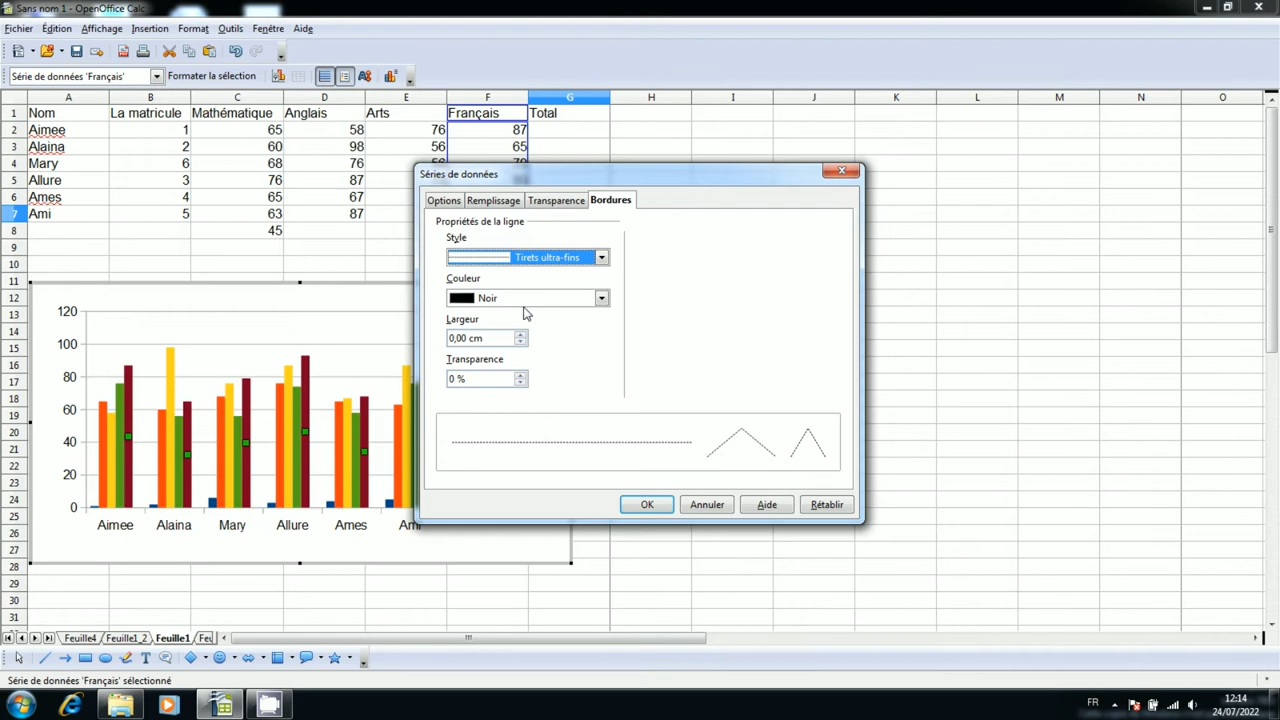 Sans nom 1 - OpenOffice Calc
Fichier Édition Affichage Insertion Format Outils Fenêtre Aide
Série de données 'Français' Formater la sélection
A B C D E F G H I J K L M N O
1 Nom La matricule Mathématique Anglais Arts Français Total
2 Aimee 1 65 58 76 87
3 Alaina 2 60 98 56 65
4 Mary 6 68 76
5 Allure 3 76 87
6 Ames 4 65 67
7 Ami 5 63 87
8 45
9
10
11
12
13
14
15
16
17
18
19
20
21
22
23
24
25
26
27
28
29
30
31
Séries de données
Options Remplissage Transparence Bordures
Propriétés de la ligne
Style
Tirets ultra-fins
Couleur
Noir
Largeur
0,00 cm
Transparence
0 %
OK Annuler Aide Rétablir
120
100
80
60
40
20
0
Aimee Alaina Mary Allure Ames Ami
Feuille4 Feuille1_2 Feuille1
Série de données 'Français' sélectionné
FR
12:14
24/07/2022